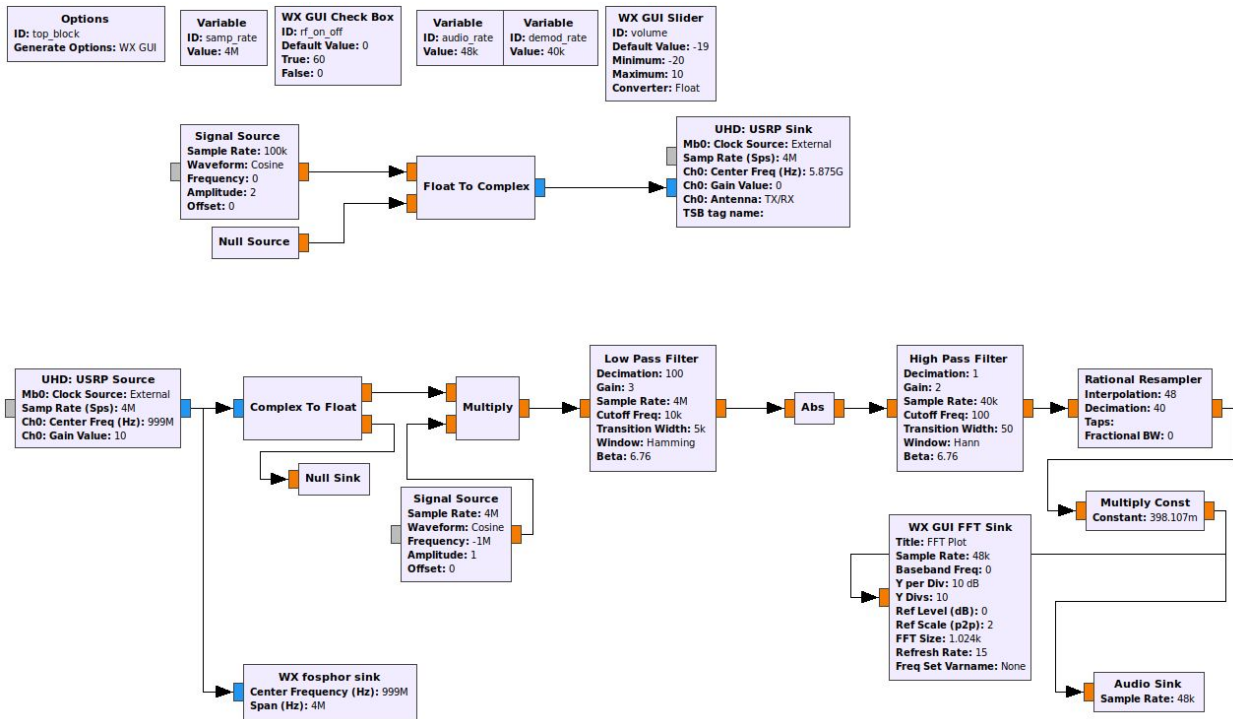 Options
ID: top_block
Generate Options: WX GUI
Variable
ID: samp_rate
Value: 4M
WX GUI Check Box
ID: rf_on_off
Default Value: 0
True: 60
False: 0
Variable
ID: audio_rate
Value: 48k
Variable
ID: demod_rate
Value: 40k
WX GUI Slider
ID: volume
Default Value: -19
Minimum: -20
Maximum: 10
Converter: Float
Signal Source
Sample Rate: 100k
Waveform: Cosine
Frequency: 0
Amplitude: 2
Offset: 0
Null Source
Float To Complex
UHD: USRP Sink
Mb0: Clock Source: External
Samp Rate (Sps): 4M
Ch0: Center Freq (Hz): 5.875G
Ch0: Gain Value: 0
Ch0: Antenna: TX/RX
TSB tag name:
UHD: USRP Source
Mb0: Clock Source: External
Samp Rate (Sps): 4M
Ch0: Center Freq (Hz): 999M
Ch0: Gain Value: 10
Complex To Float
Null Sink
Multiply
Signal Source
Sample Rate: 4M
Waveform: Cosine
Frequency: -1M
Amplitude: 1
Offset: 0
Low Pass Filter
Decimation: 100
Gain: 3
Sample Rate: 4M
Cutoff Freq: 10k
Transition Width: 5k
Window: Hamming
Beta: 6.76
Abs
High Pass Filter
Decimation: 1
Gain: 2
Sample Rate: 40k
Cutoff Freq: 100
Transition Width: 50
Window: Hann
Beta: 6.76
Rational Resampler
Interpolation: 48
Decimation: 40
Taps:
Fractional BW: 0
Multiply Const
Constant: 398.107m
WX GUI FFT Sink
Title: FFT Plot
Sample Rate: 48k
Baseband Freq: 0
Y per Div: 10 dB
Y Divs: 10
Ref Level (dB): 0
Ref Scale (p2p): 2
FFT Size: 1.024k
Refresh Rate: 15
Freq Set Varname: None
WX fosphor sink
Center Frequency (Hz): 999M
Span (Hz): 4M
Audio Sink
Sample Rate: 48k